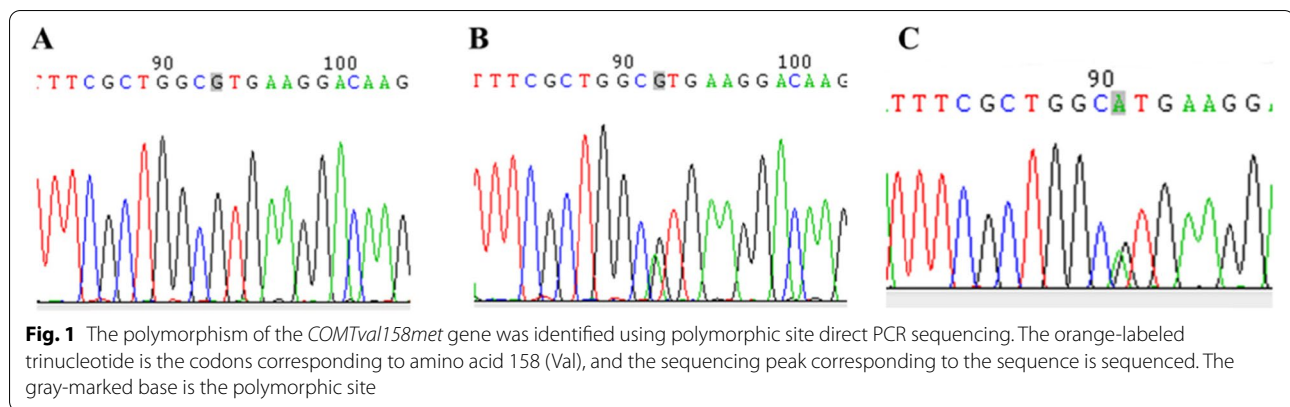 A
B
C
90 100
TTCGCTGGCGTGAAGGACAAG
90 100
TTTCGCTGGCGTGAAGGACAAG
90
TTTCGCTGGCATGAAGGA
Fig. 1 The polymorphism of the COMTval158met gene was identified using polymorphic site direct PCR sequencing. The orange-labeled
trinucleotide is the codons corresponding to amino acid 158 (Val), and the sequencing peak corresponding to the sequence is sequenced. The
gray-marked base is the polymorphic site